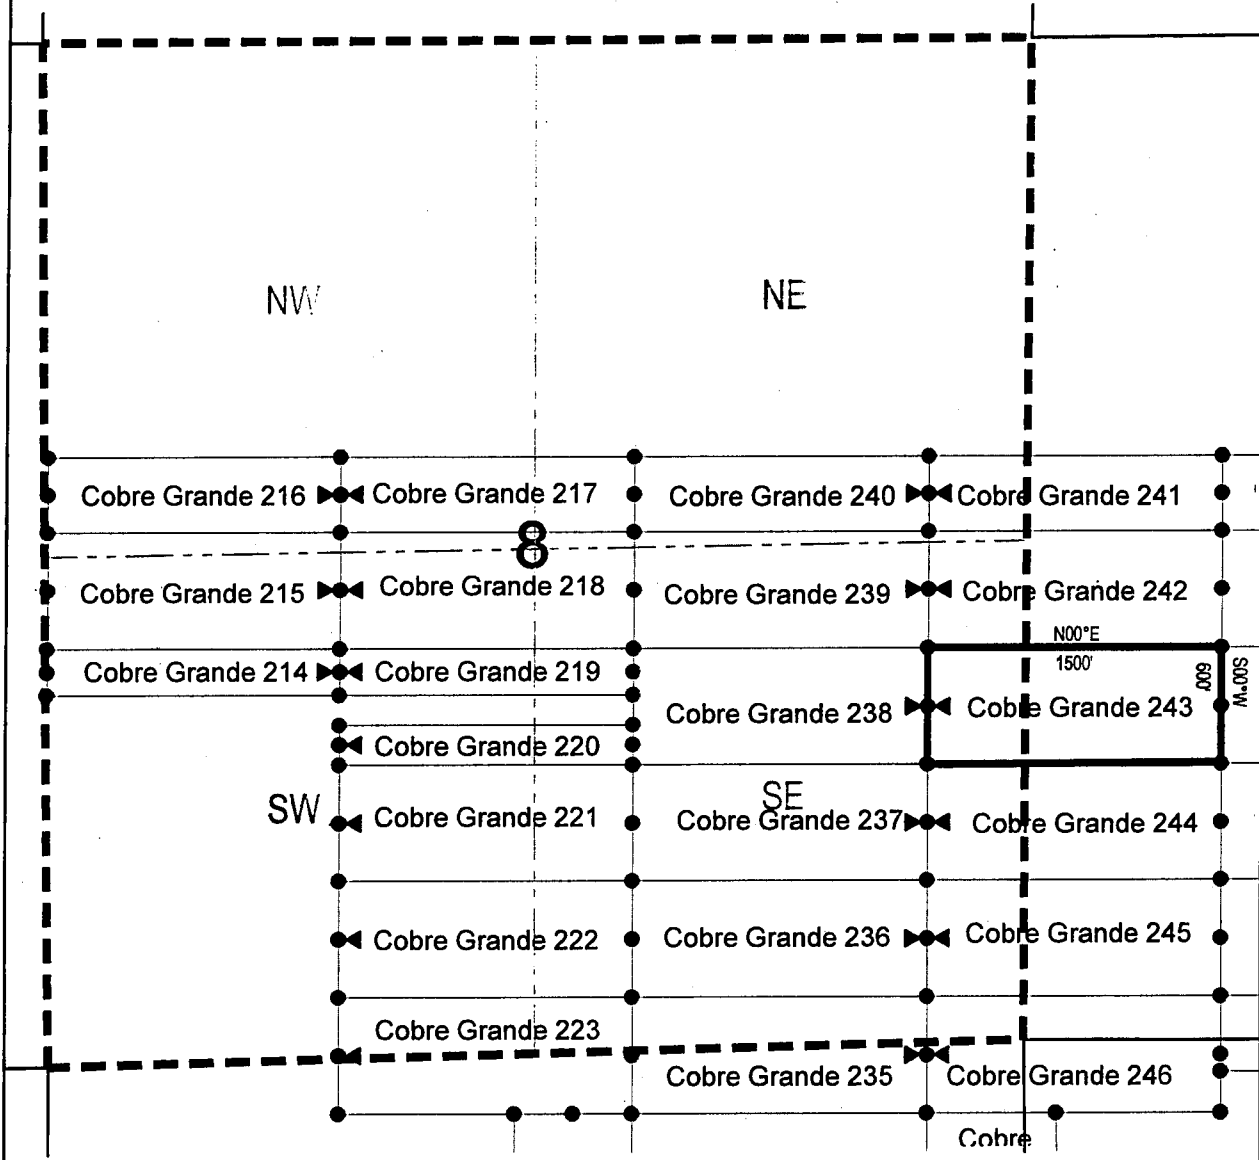 NW
NE
Cobre Grande 216
Cobre Grande 217
Cobre Grande 240
Cobre Grande 241
8
Cobre Grande 215
Cobre Grande 218
Cobre Grande 239
Cobre Grande 242
N00°E
1500'
600'
S00°W
Cobre Grande 214
Cobre Grande 219
Cobre Grande 238
Cobre Grande 243
Cobre Grande 220
SW
SE
Cobre Grande 221
Cobre Grande 237
Cobre Grande 244
Cobre Grande 222
Cobre Grande 236
Cobre Grande 245
Cobre Grande 223
Cobre Grande 235
Cobre Grande 246
Cobre